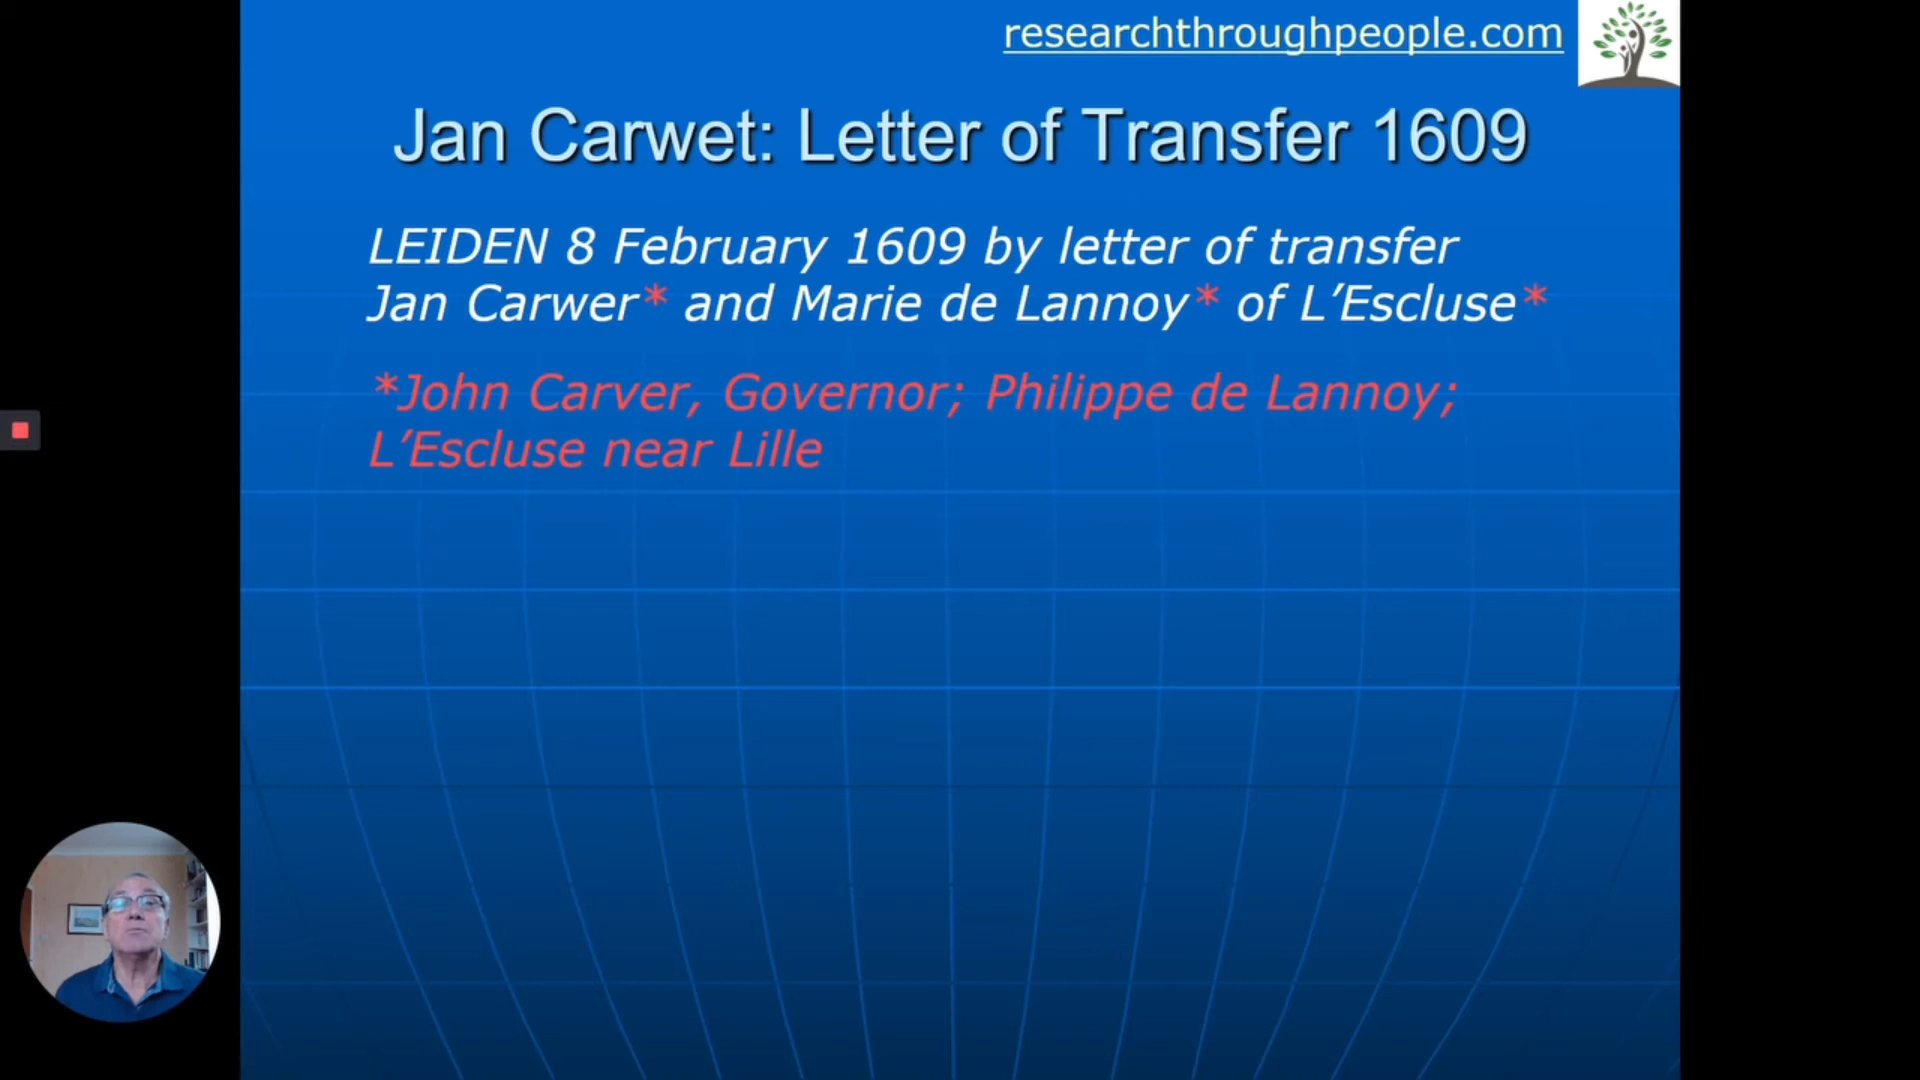 researchthroughpeople.com
Jan Carwet: Letter of Transfer 1609
LEIDEN 8 February 1609 by letter of transfer
Jan Carwer* and Marie de Lannoy* of L’Escluse*
*John Carver, Governor; Philippe de Lannoy;
L’Escluse near Lille